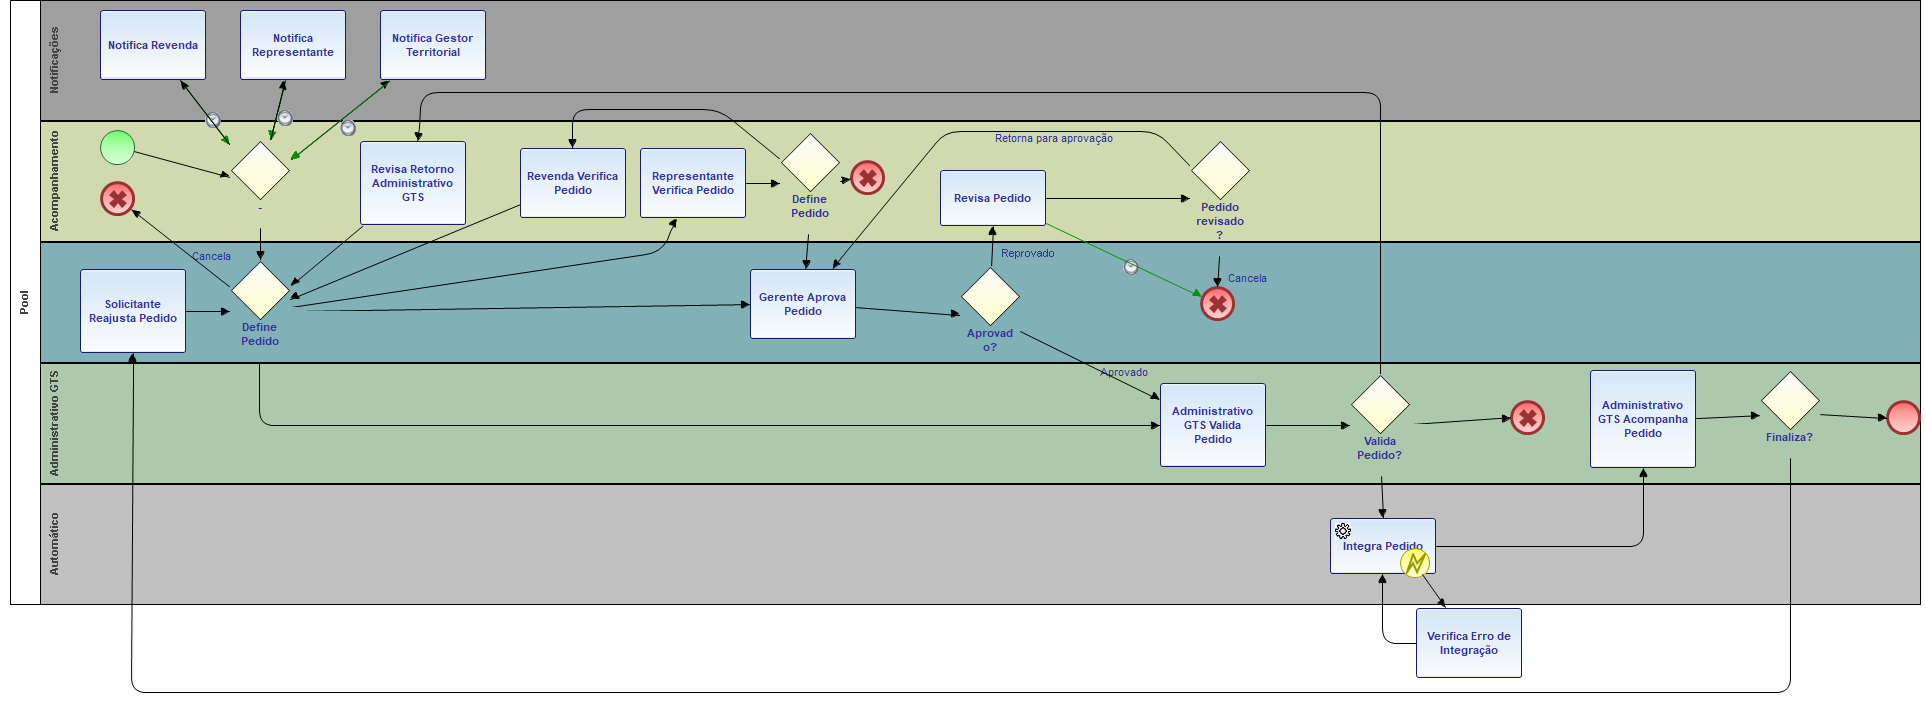 Pool
Notificações
Notifica Revenda
Notifica
Representante
Notifica Gestor
Territorial
Acompanhamento
-
Revisa Retorno
Administrativo
GTS
Revenda Verifica
Pedido
Representante
Verifica Pedido
Define
Pedido
Retorna para aprovação
Revisa Pedido
Pedido
revisado
?
Cancela
Solicitante
Reajusta Pedido
Define
Pedido
Gerente Aprova
Pedido
Reprovado
Aprovad
o?
Cancela
Administrativo GTS
Aprovado
Administrativo
GTS Valida
Pedido
Valida
Pedido?
Administrativo
GTS Acompanha
Pedido
Finaliza?
Automático
Integra Pedido
Verifica Erro de
Integração